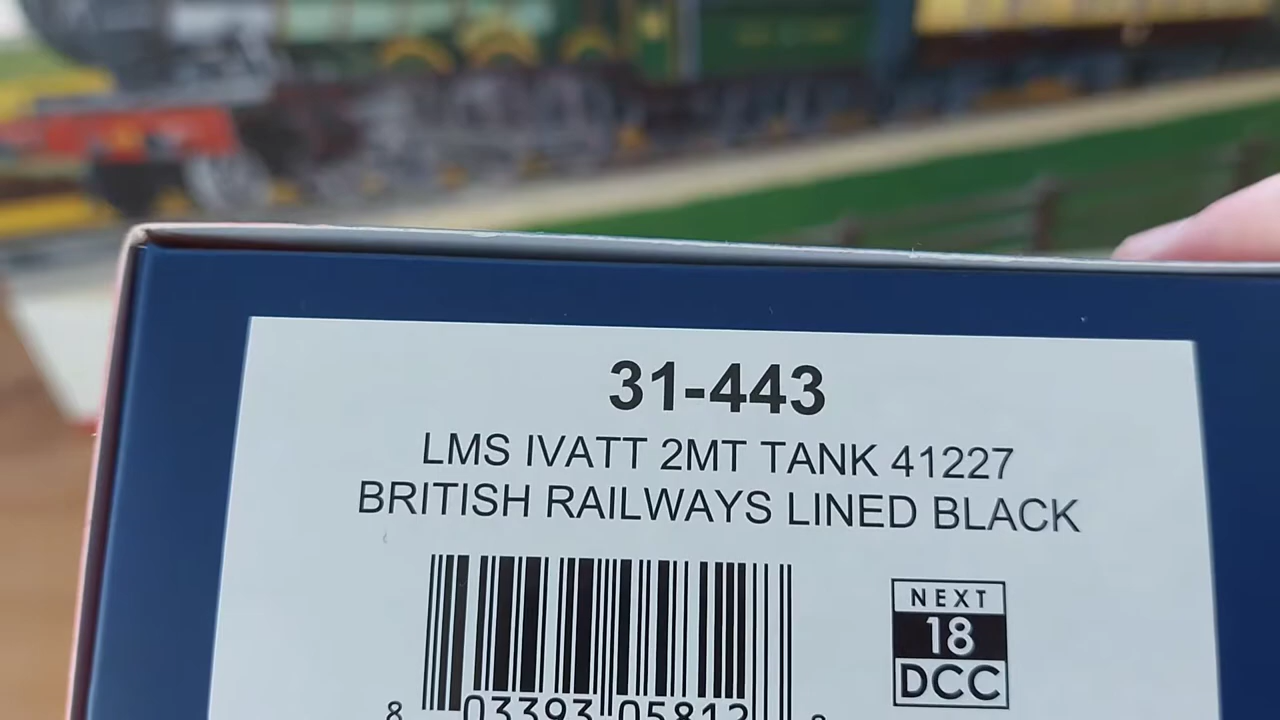 31-443
LMS IVATT 2MT TANK 41227
BRITISH RAILWAYS LINED BLACK
NEXT
18
DCC
8 03393 05812